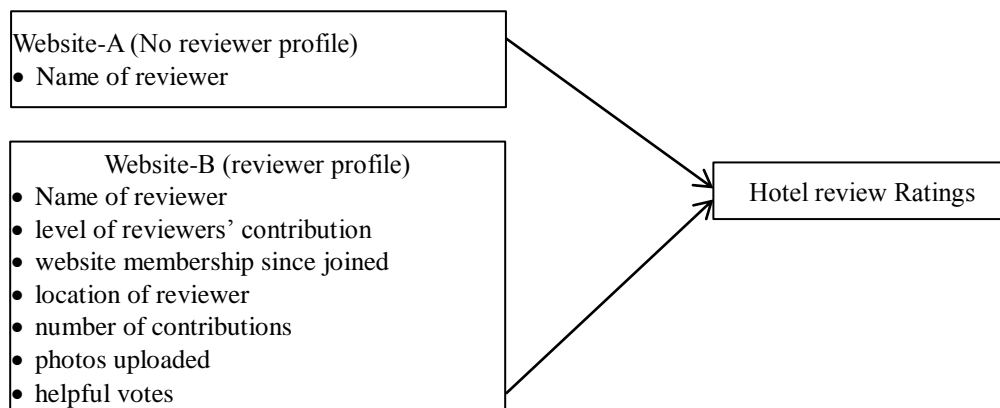 Website-A (No reviewer profile)
• Name of reviewer
Website-B (reviewer profile)
• Name of reviewer
• level of reviewers’ contribution
• website membership since joined
• location of reviewer
• number of contributions
• photos uploaded
• helpful votes
Hotel review Ratings